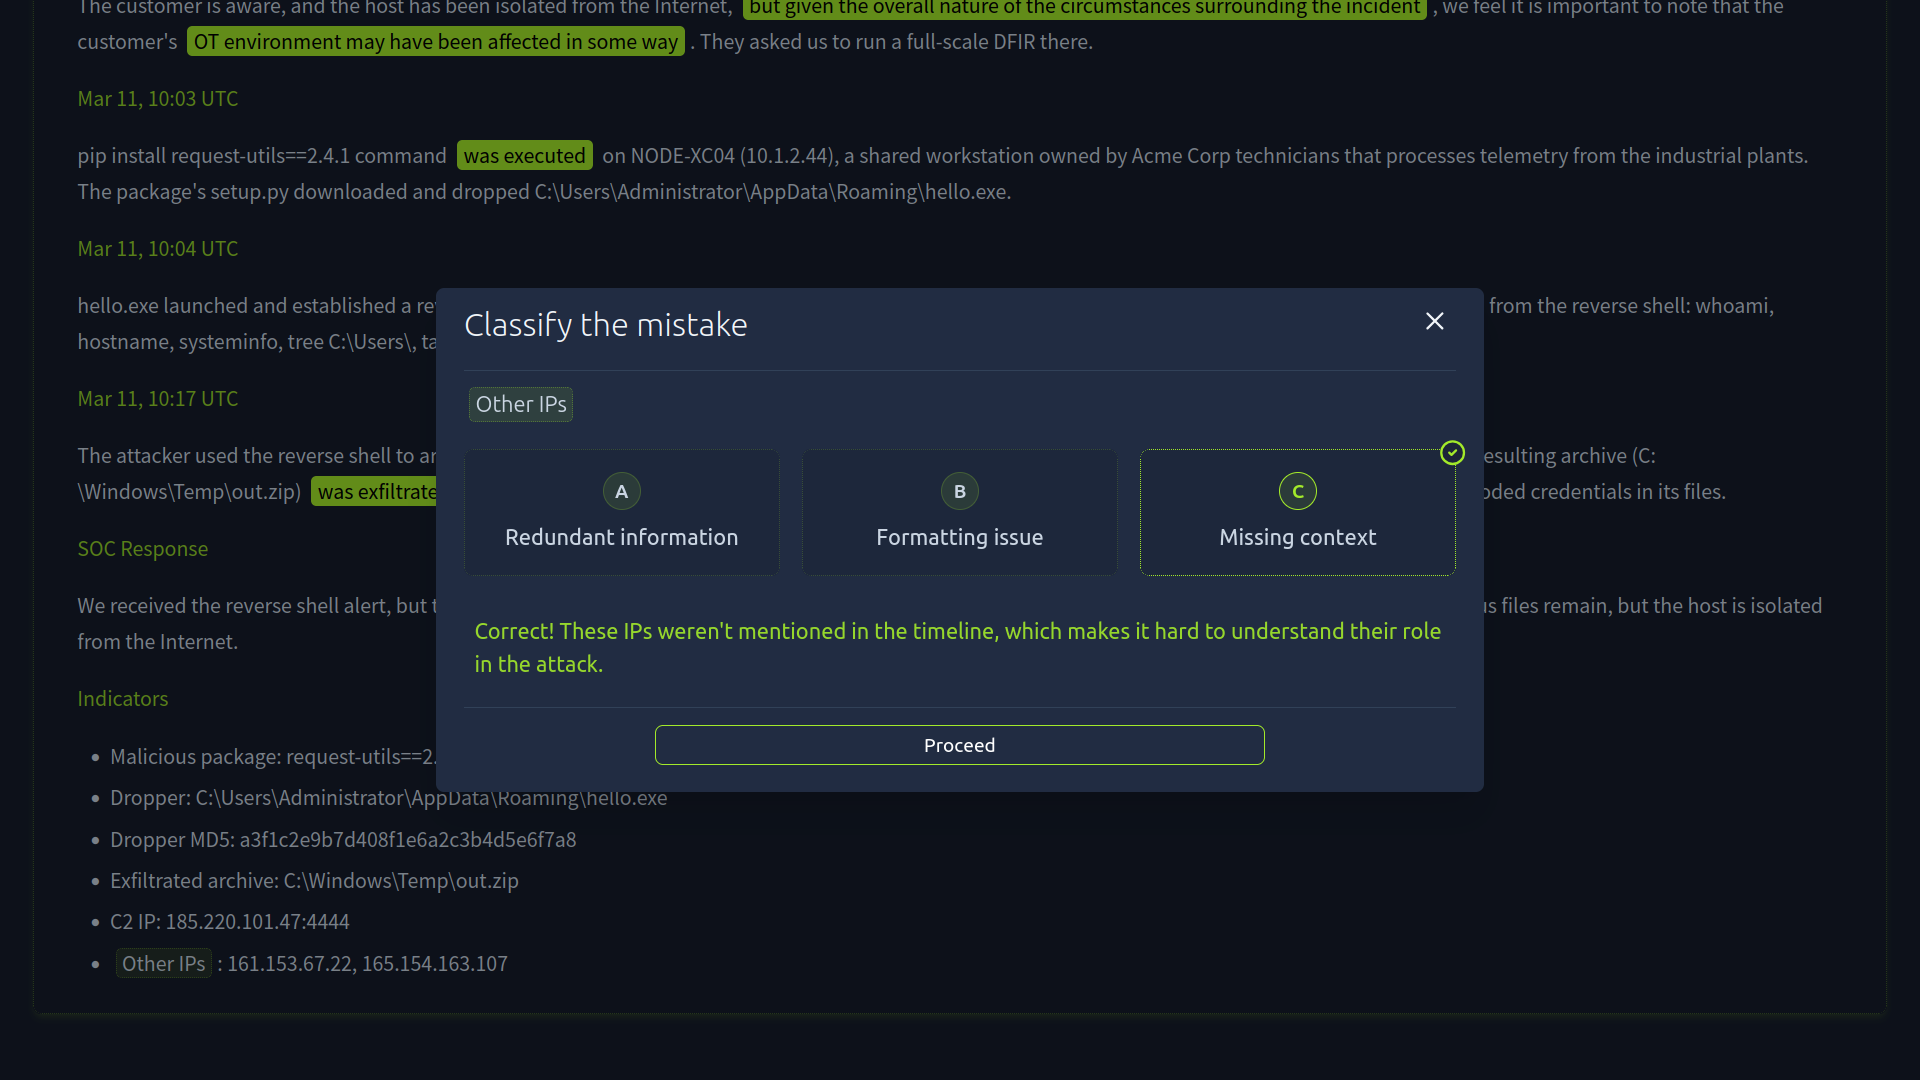 The customer is aware, and the host has been isolated from the Internet, but given the overall nature of the circumstances surrounding the incident , we feel it is important to note that the
customer's OT environment may have been affected in some way . They asked us to run a full-scale DFIR there.
Mar 11, 10:03 UTC
pip install request-utils==2.4.1 command was executed on NODE-XC04 (10.1.2.44), a shared workstation owned by Acme Corp technicians that processes telemetry from the industrial plants.
The package's setup.py downloaded and dropped C:\Users\Administrator\AppData\Roaming\hello.exe.
Mar 11, 10:04 UTC
hello.exe launched and established a from the reverse shell: whoami,
hostname, systeminfo, tree C:\Users\,
Mar 11, 10:17 UTC
The attacker used the reverse shell to archive (C:
\Windows\Temp\out.zip) was credentials in its files.
SOC Response
We received the reverse shell alert, but files remain, but the host is isolated
from the Internet.
Indicators
Malicious package: request-utils==2.
Dropper: C:\Users\Administrator\AppData\Roaming\hello.exe
Dropper MD5: a3f1c2e9b7d408f1e6a2c3b4d5e6f7a8
Exfiltrated archive: C:\Windows\Temp\out.zip
C2 IP: 185.220.101.47:4444
Other IPs : 161.153.67.22, 165.154.163.107
Classify the mistake
Other IPs
A
Redundant information
B
Formatting issue
C
Missing context
Correct! These IPs weren't mentioned in the timeline, which makes it hard to understand their role
in the attack.
Proceed